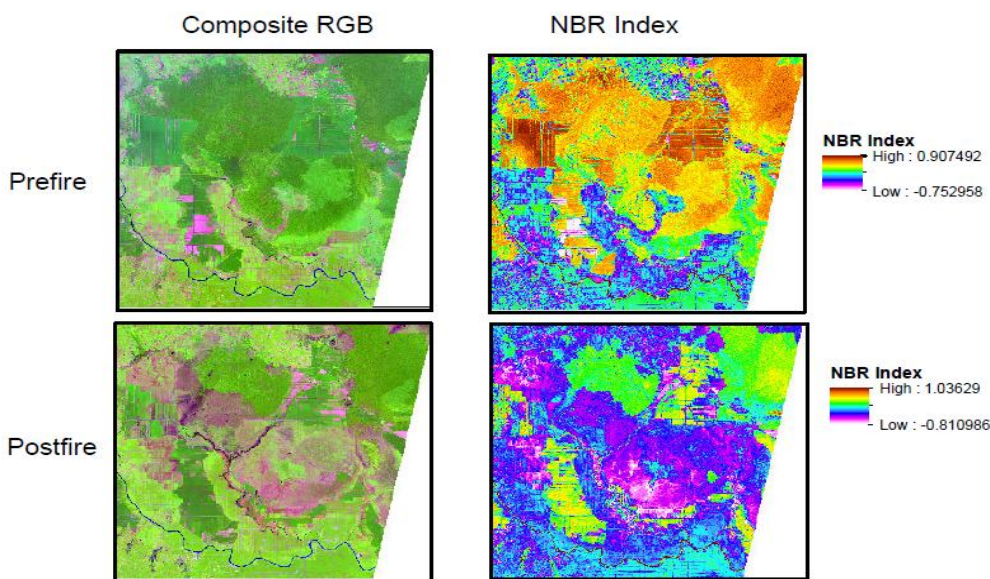 Composite RGB
NBR Index
Prefire
NBR Index
High : 0.907492
Low : -0.752958
Postfire
NBR Index
High : 1.03629
Low : -0.810986